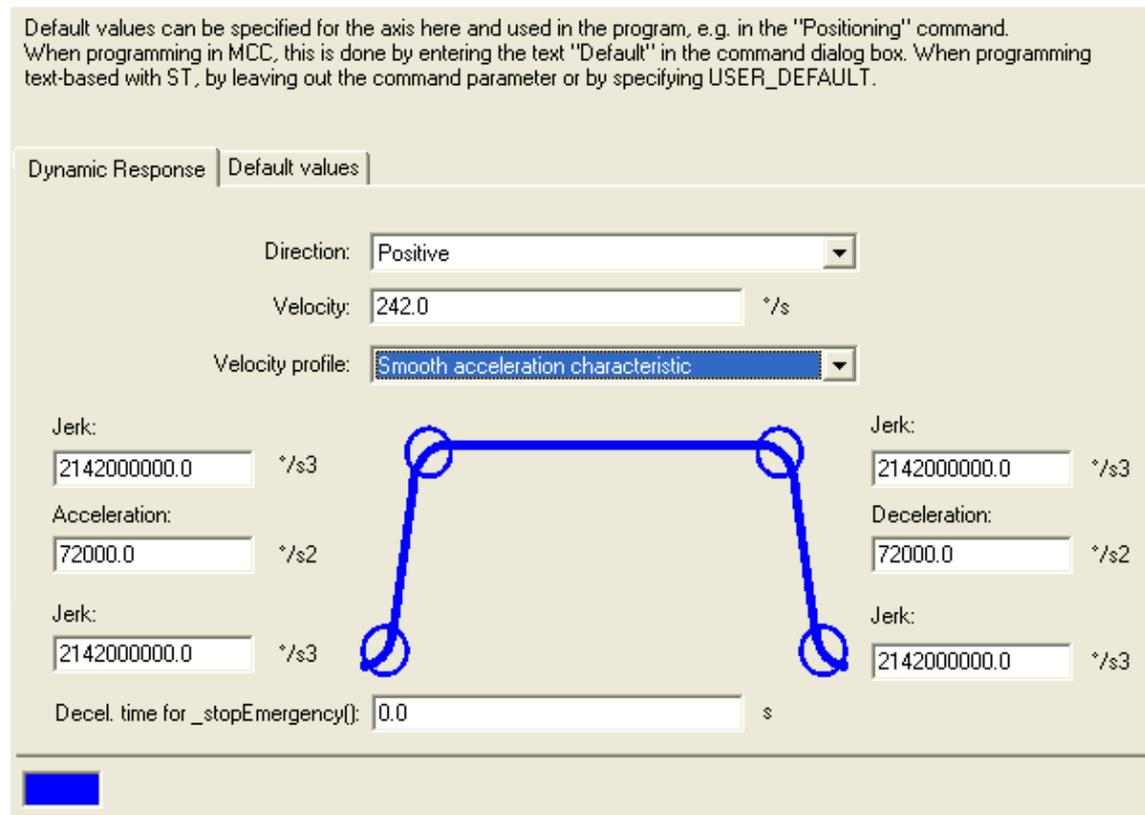 Default values can be specified for the axis here and used in the program, e.g. in the "Positioning" command.
When programming in MCC, this is done by entering the text "Default" in the command dialog box. When programming
text-based with ST, by leaving out the command parameter or by specifying USER_DEFAULT.
Dynamic Response Default values
Direction: Positive
Velocity: 242.0 °/s
Velocity profile: Smooth acceleration characteristic
Jerk: Jerk:
2142000000.0 °/s3 2142000000.0 °/s3
Acceleration: Deceleration:
72000.0 °/s2 72000.0 °/s2
Jerk: Jerk:
2142000000.0 °/s3 2142000000.0 °/s3
Decel. time for _stopEmergency(): 0.0 s